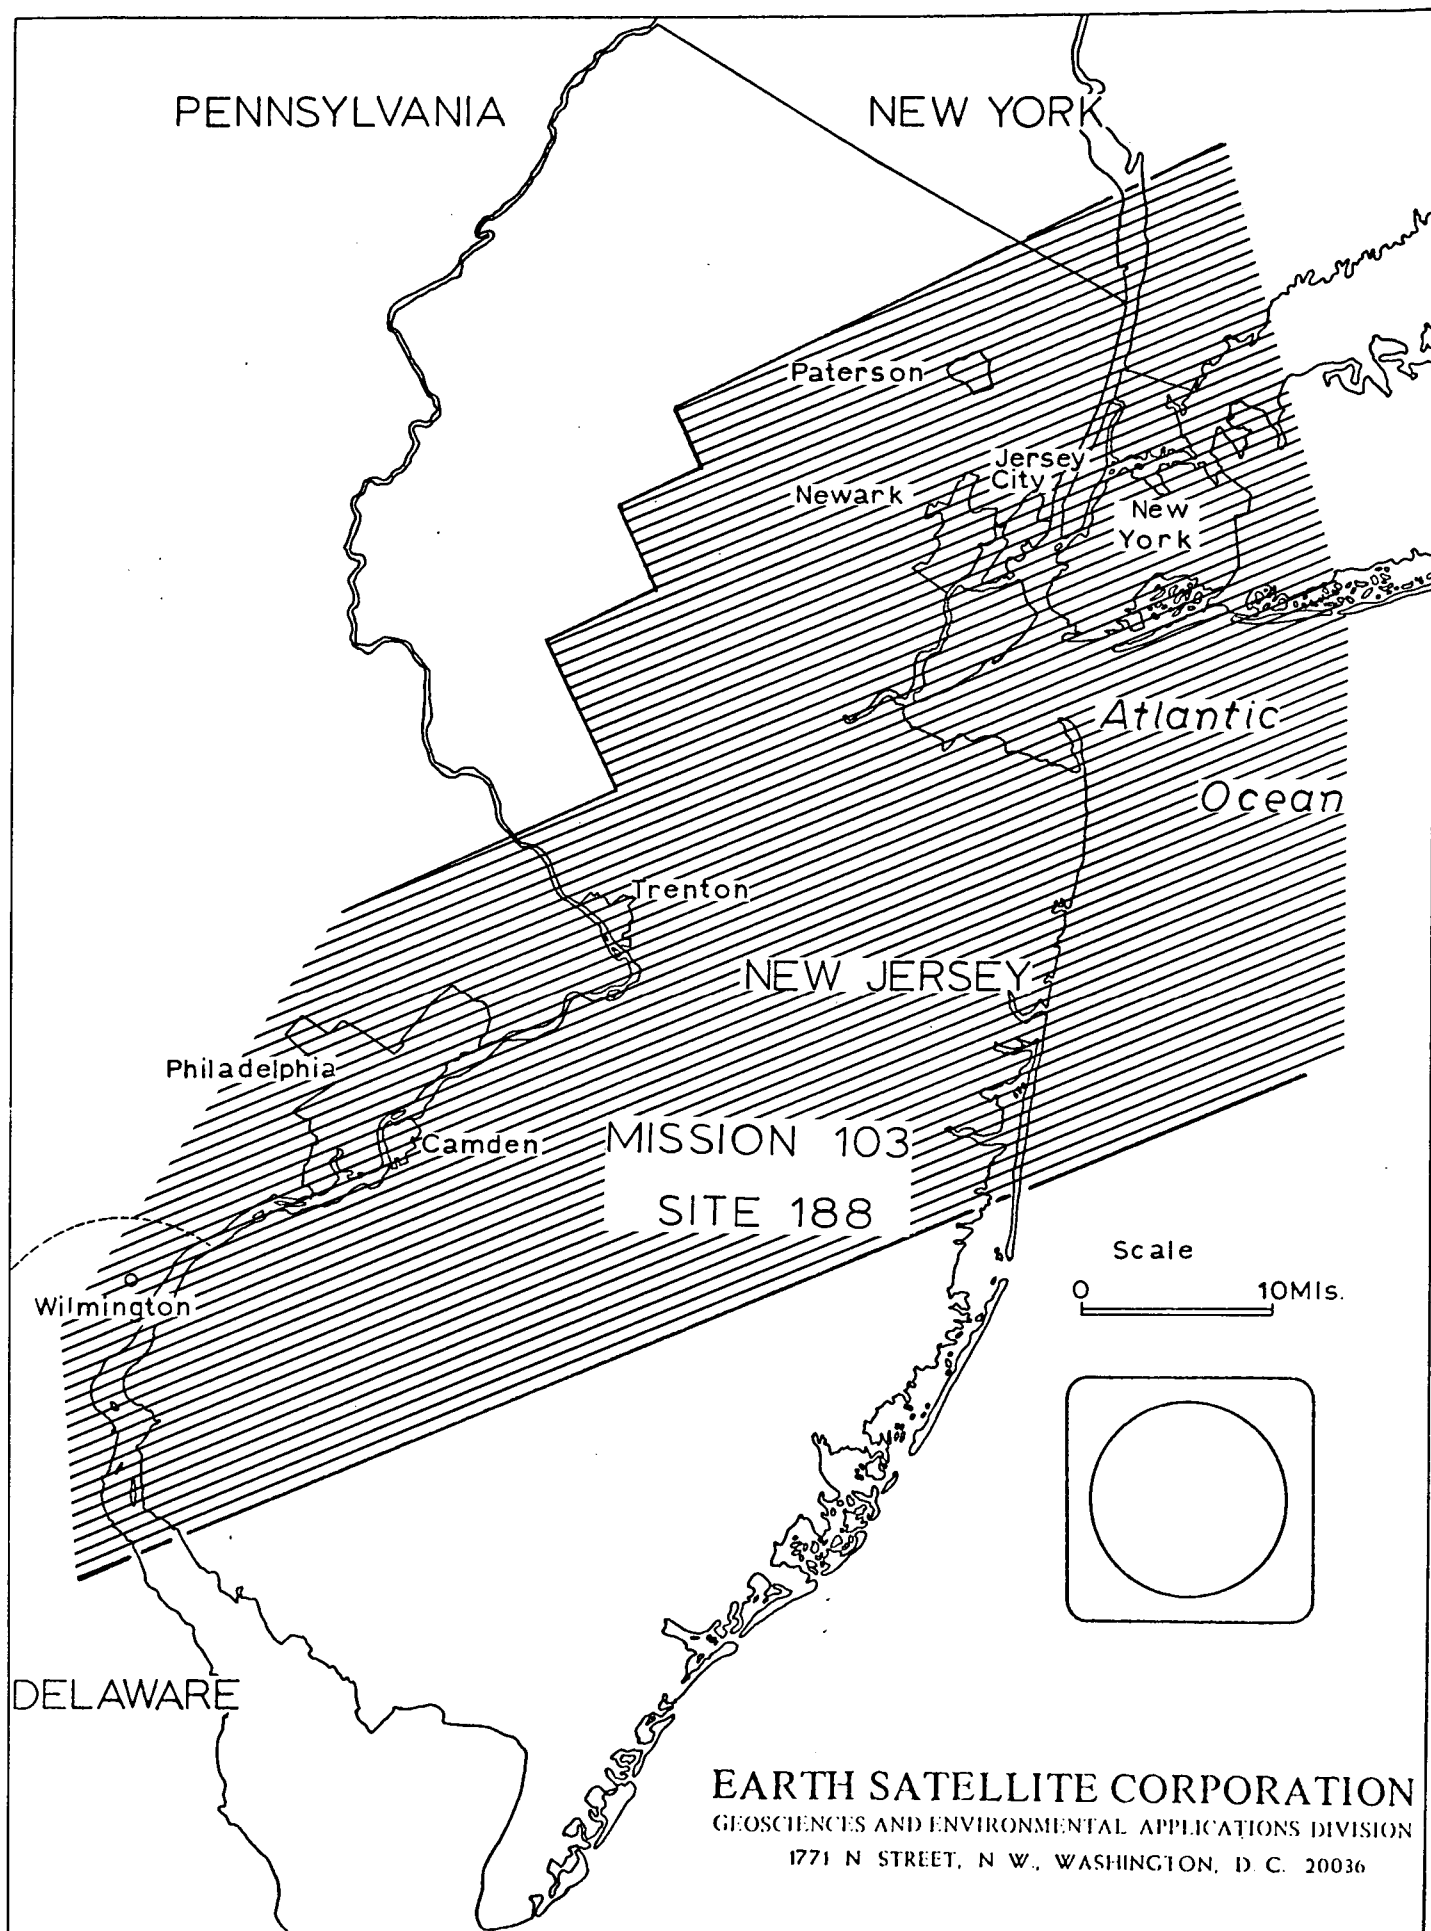 PENNSYLVANIA
NEW YORK
Paterson
Jersey
City
Newark
New
York
Atlantic
Ocean
Trenton
NEW JERSEY
Philadelphia
Camden
MISSION 103
SITE 188
Scale
0 10MIs.
Wilmington
DELAWARE
EARTH SATELLITE CORPORATION
GEOSCIENCES AND ENVIRONMENTAL APPLICATIONS DIVISION
1771 N STREET, N W., WASHINGTON, D. C. 20036